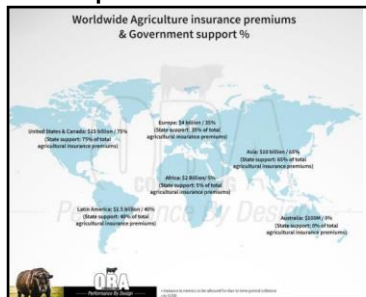 Worldwide Agriculture insurance premiums
& Government support %
United States & Canada: $15 billion / 75%
(State support: 75% of total
agricultural insurance premiums)
Europe: $4 billion / 35%
(State support: 35% of total
agricultural insurance premiums)
Asia: $10 billion / 65%
(State support: 65% of total
agricultural insurance premiums)
Africa: Billion/ 5%
(State support: 5% of total
agricultural insurance premiums)
Latin America: $1.5 billion / 40%
(State support: 40% of total
agricultural insurance premiums)
Australia: / 0%
(State support: 0% of total
agricultural insurance premiums)
Performance By Design
ORA
Performance By Design